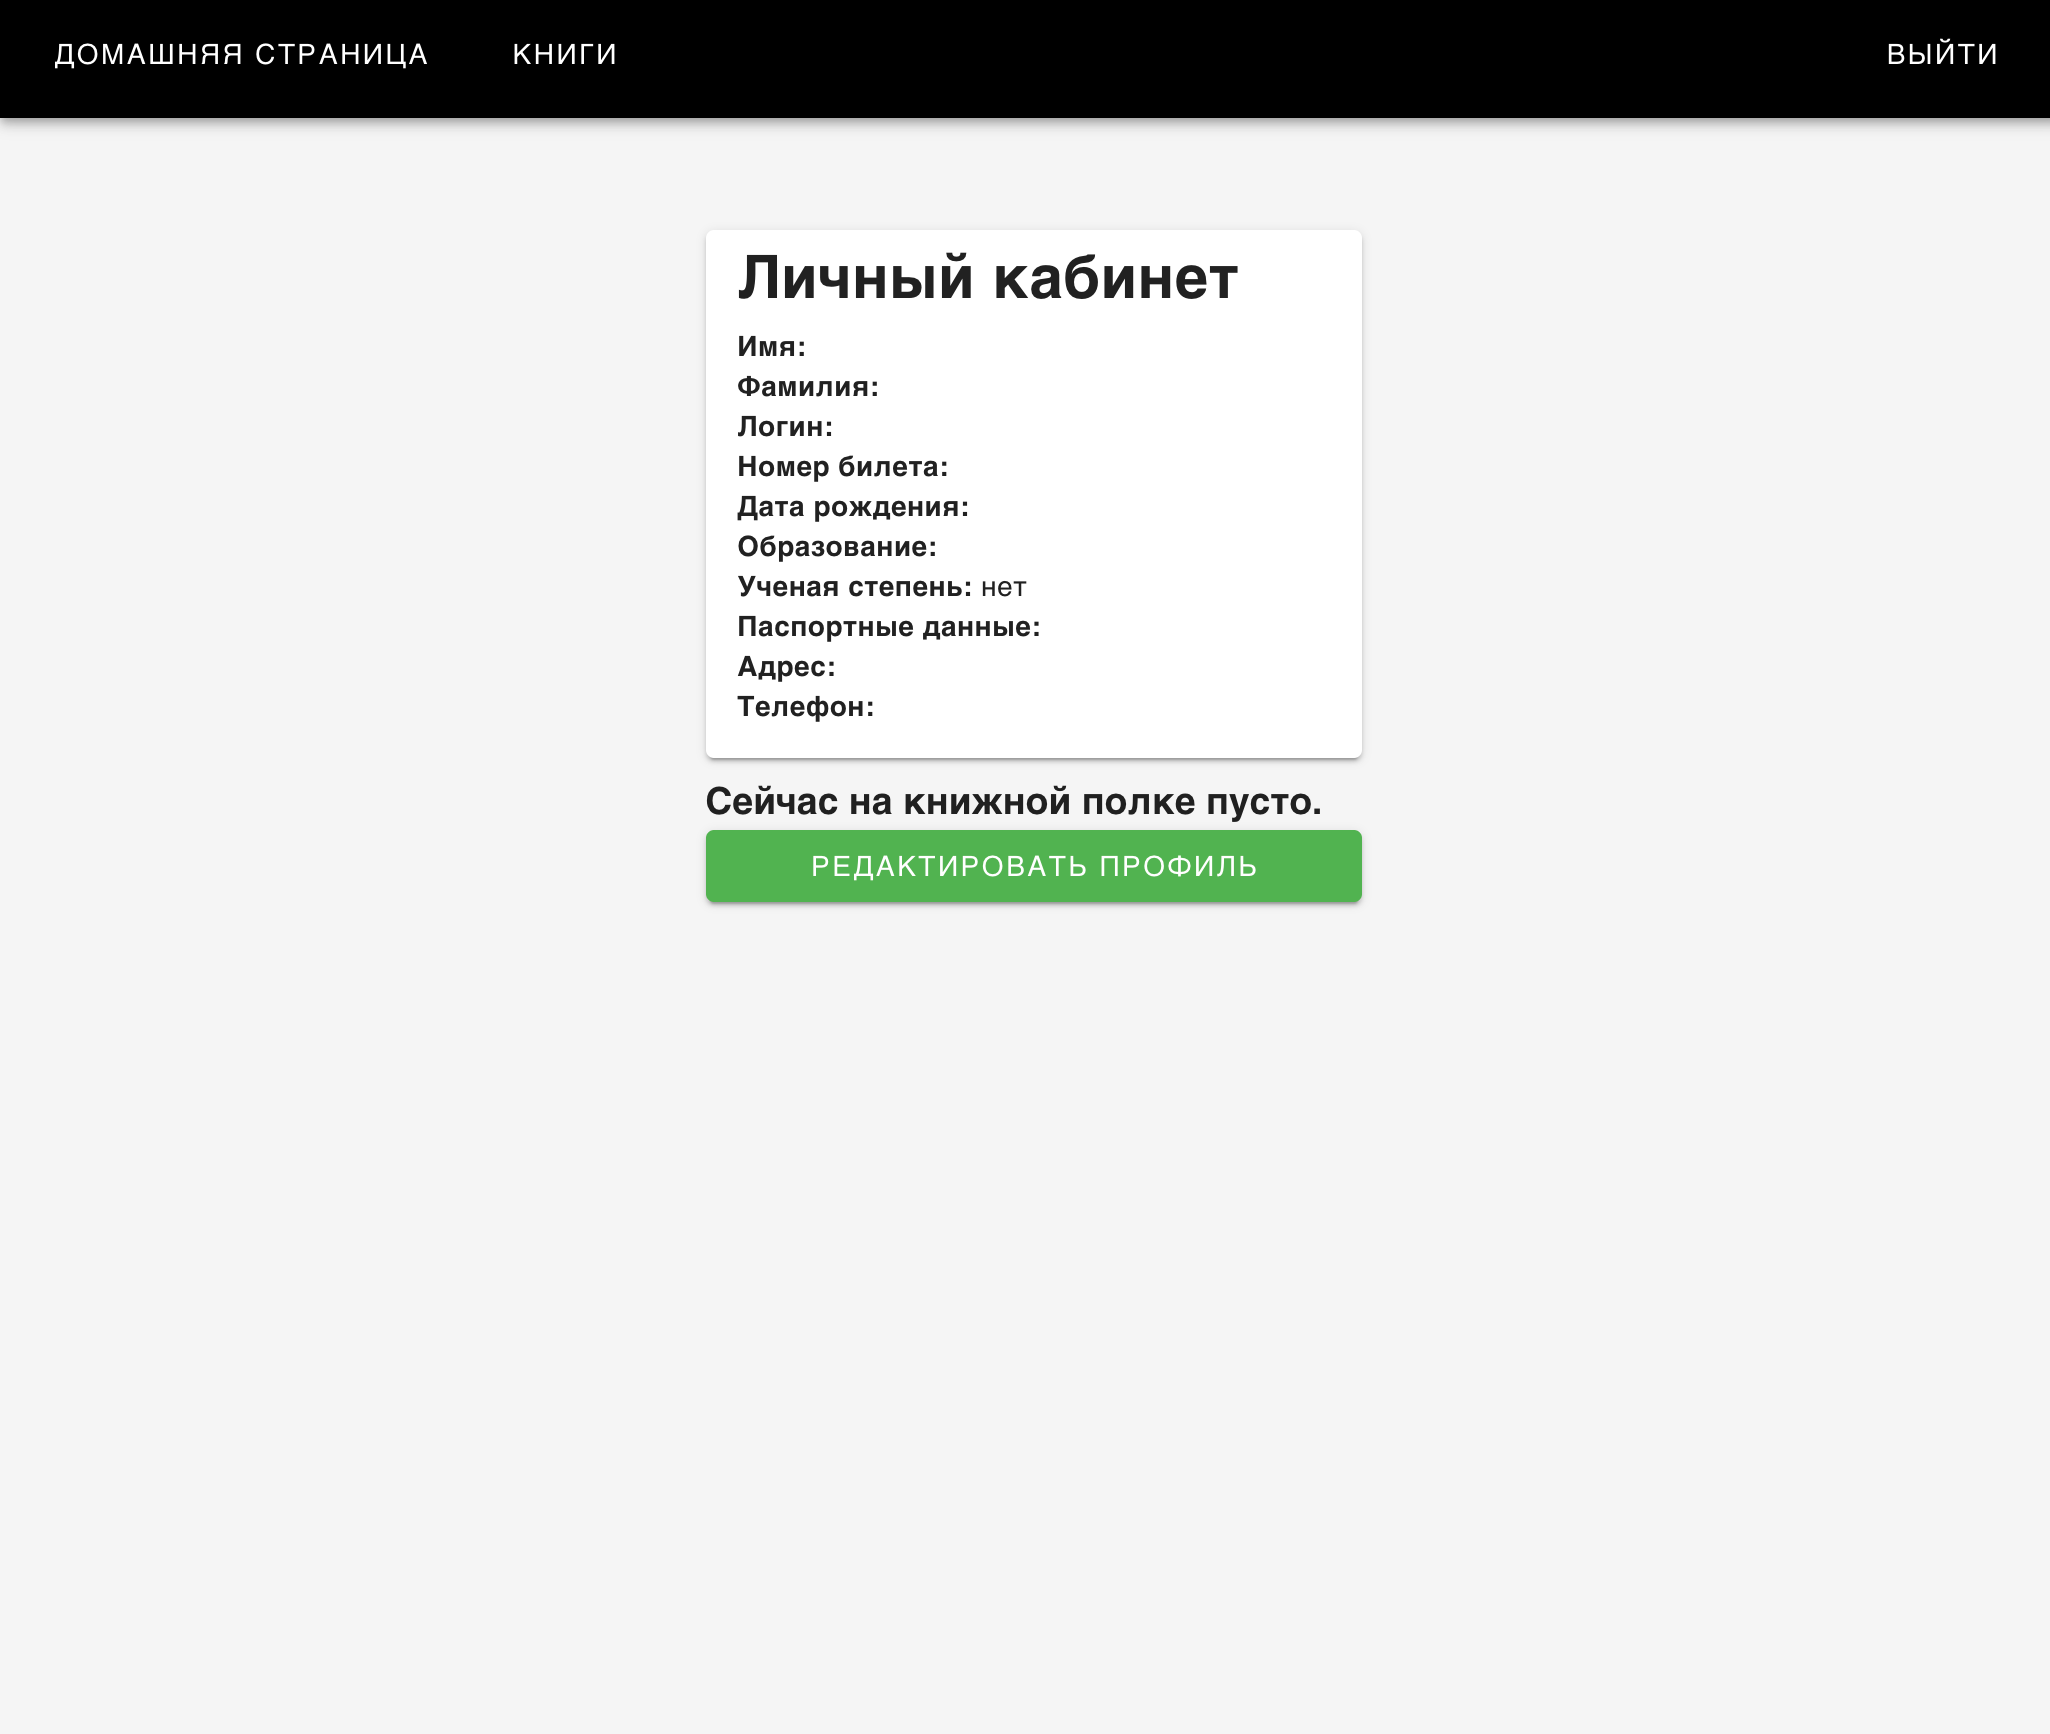 ДОМАШНЯЯ СТРАНИЦА КНИГИ ВЫЙТИ
Личный кабинет
Имя:
Фамилия:
Логин:
Номер билета:
Дата рождения:
Образование:
Ученая степень: нет
Паспортные данные:
Адрес:
Телефон:
Сейчас на книжной полке пусто.
РЕДАКТИРОВАТЬ ПРОФИЛЬ